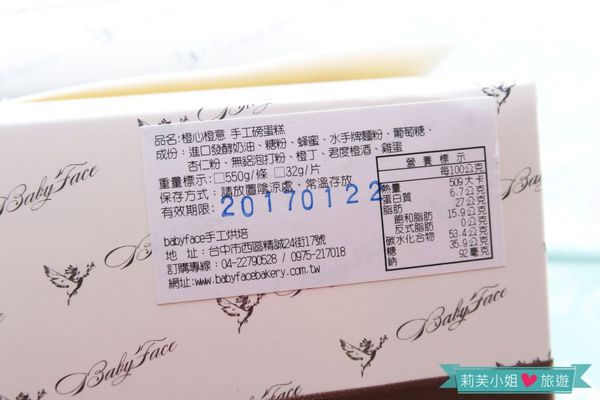 品名:橙心橙意 手工磅蛋糕
成份：進口發酵奶油、糖粉、蜂蜜、水手牌麵粉、葡萄糖、
杏仁粉、無鋁泡打粉、橙丁、君度橙酒、雞蛋
重量標示:□550g/條 □32g/片
保存方式：請放置陰涼處、常溫存放
有效期限:20170122
babyface手工烘焙
地　址：台中市西區精誠24街17號
訂購專線：04-22790528 / 0975-217018
網址:www.babyfacebakery.com.tw
營養標示
每100公克
熱量 509大卡
蛋白質 6.7公克
脂肪 27公克
飽和脂肪 15.9公克
反式脂肪 0公克
碳水化合物 53.4公克
糖 35.9公克
鈉 92毫克
Baby Face
Baby Face
Baby Face
Baby Face
莉芙小姐❤旅遊